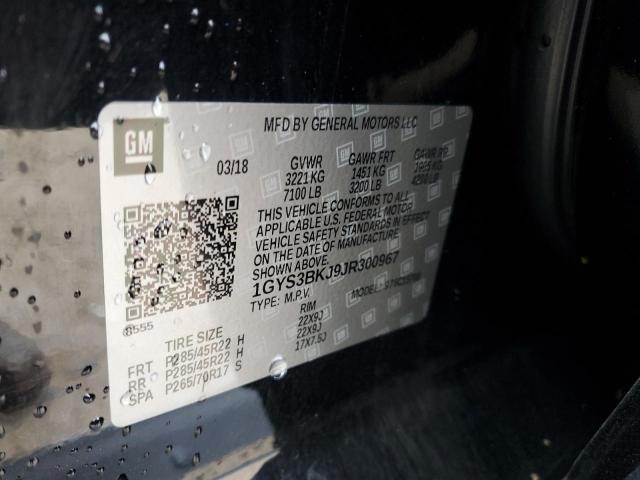 MFD BY GENERAL MOTORS LLC
GM
03/18 GVWR GAWR FRT GAWR RR
3221 KG 1451 KG
7100 LB 3200 LB
THIS VEHICLE CONFORMS TO ALL
APPLICABLE U.S. FEDERAL MOTOR
VEHICLE SAFETY STANDARDS IN EFFECT
ON THE DATE OF MANUFACTURE
SHOWN ABOVE.
1GYS3BKJ9JR300967
TYPE: M.P.V. MODEL:
8555
TIRE SIZE RIM
FRT P285/45R22 H 22X9J
RR P285/45R22 H 22X9J
SPA P265/70R17 S 17X7.5J